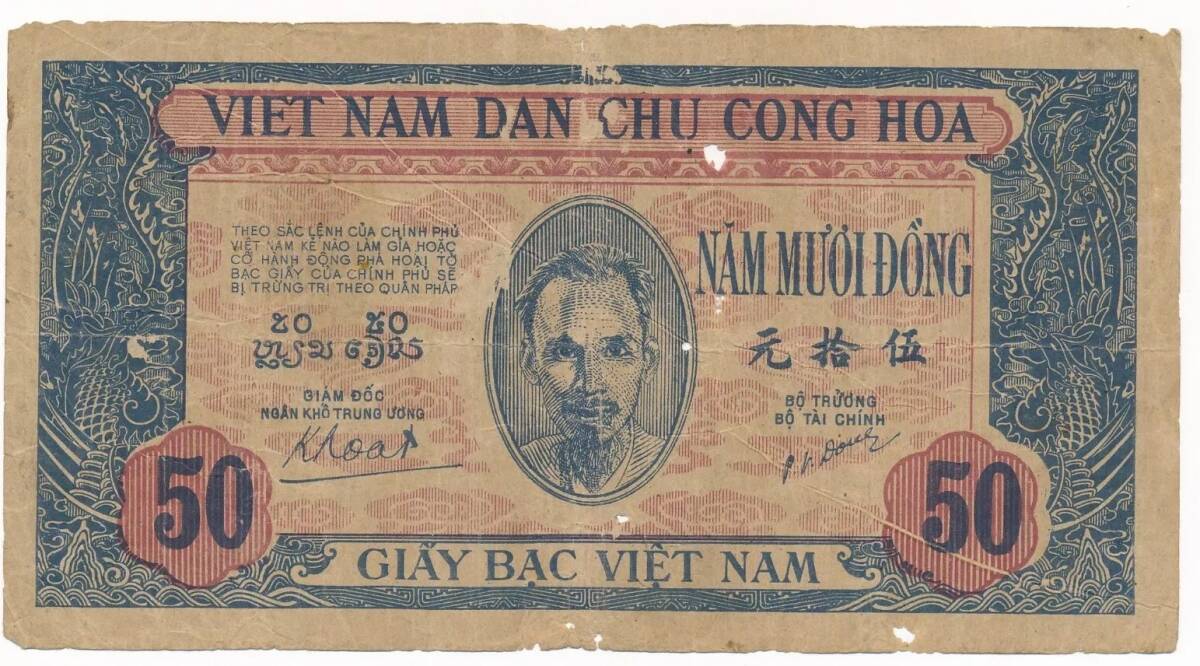 VIET NAM DAN CHU CONG HOA
THEO SẮC LỆNH CỦA CHÍNH PHỦ
VIỆT NAM KẺ NÀO LÀM GIẢ HOẶC
CÓ HÀNH ĐỘNG PHÁ HOẠI TỜ
BẠC GIẤY CỦA CHÍNH PHỦ SẼ
BỊ TRỪNG TRỊ THEO QUÂN PHÁP
NĂM MƯƠI ĐỒNG
元拾伍
GIÁM ĐỐC
NGÂN KHỐ TRUNG ƯƠNG
BỘ TRƯỞNG
BỘ TÀI CHÍNH
Khoát
P. V. Đồng
50
50
GIẤY BẠC VIỆT NAM